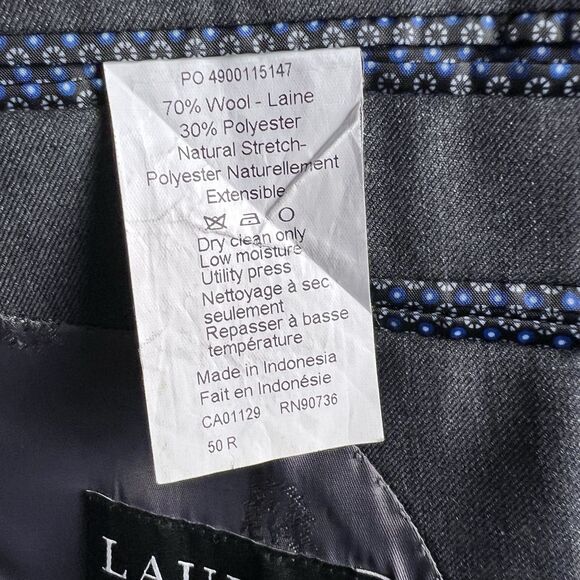 PO 4900115147
70% Wool - Laine
30% Polyester
Natural Stretch-
Polyester Naturellement
Extensible
Dry clean only
Low moisture
Utility press
Nettoyage à sec
seulement
Repasser à basse
température
Made in Indonesia
Fait en Indonésie
CA01129 RN90736
50 R